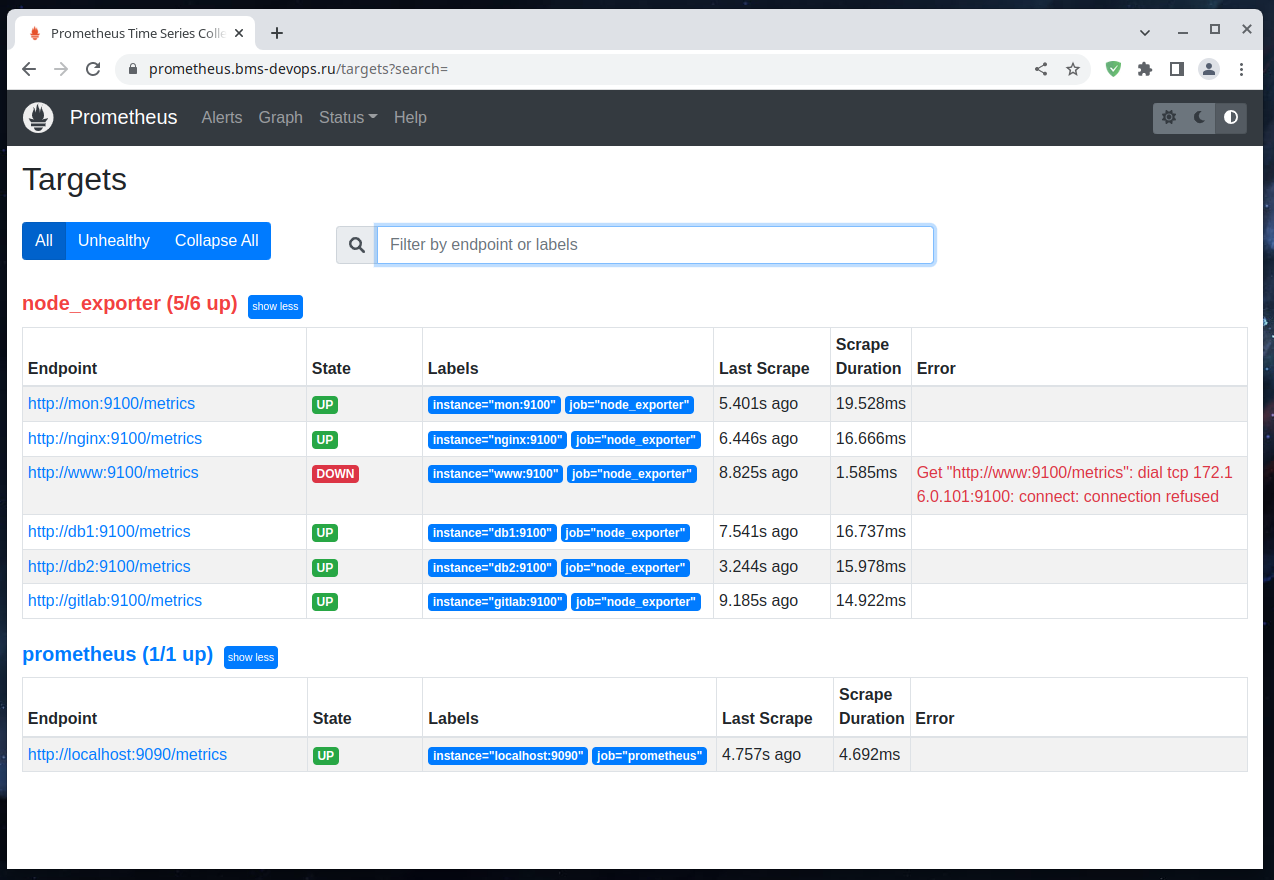 Prometheus Time Series Colle
prometheus.bms-devops.ru/targets?search=
Prometheus Alerts Graph Status Help
Targets
All Unhealthy Collapse All
Filter by endpoint or labels
node_exporter (5/6 up) show less
Endpoint State Labels Last Scrape Scrape Duration Error
http://mon:9100/metrics UP instance="mon:9100" job="node_exporter" 5.401s ago 19.528ms
http://nginx:9100/metrics UP instance="nginx:9100" job="node_exporter" 6.446s ago 16.666ms
http://www:9100/metrics DOWN instance="www:9100" job="node_exporter" 8.825s ago 1.585ms Get "http://www:9100/metrics": dial tcp 172.1
6.0.101:9100: connect: connection refused
http://db1:9100/metrics UP instance="db1:9100" job="node_exporter" 7.541s ago 16.737ms
http://db2:9100/metrics UP instance="db2:9100" job="node_exporter" 3.244s ago 15.978ms
http://gitlab:9100/metrics UP instance="gitlab:9100" job="node_exporter" 9.185s ago 14.922ms
prometheus (1/1 up) show less
Endpoint State Labels Last Scrape Scrape Duration Error
http://localhost:9090/metrics UP instance="localhost:9090" job="prometheus" 4.757s ago 4.692ms